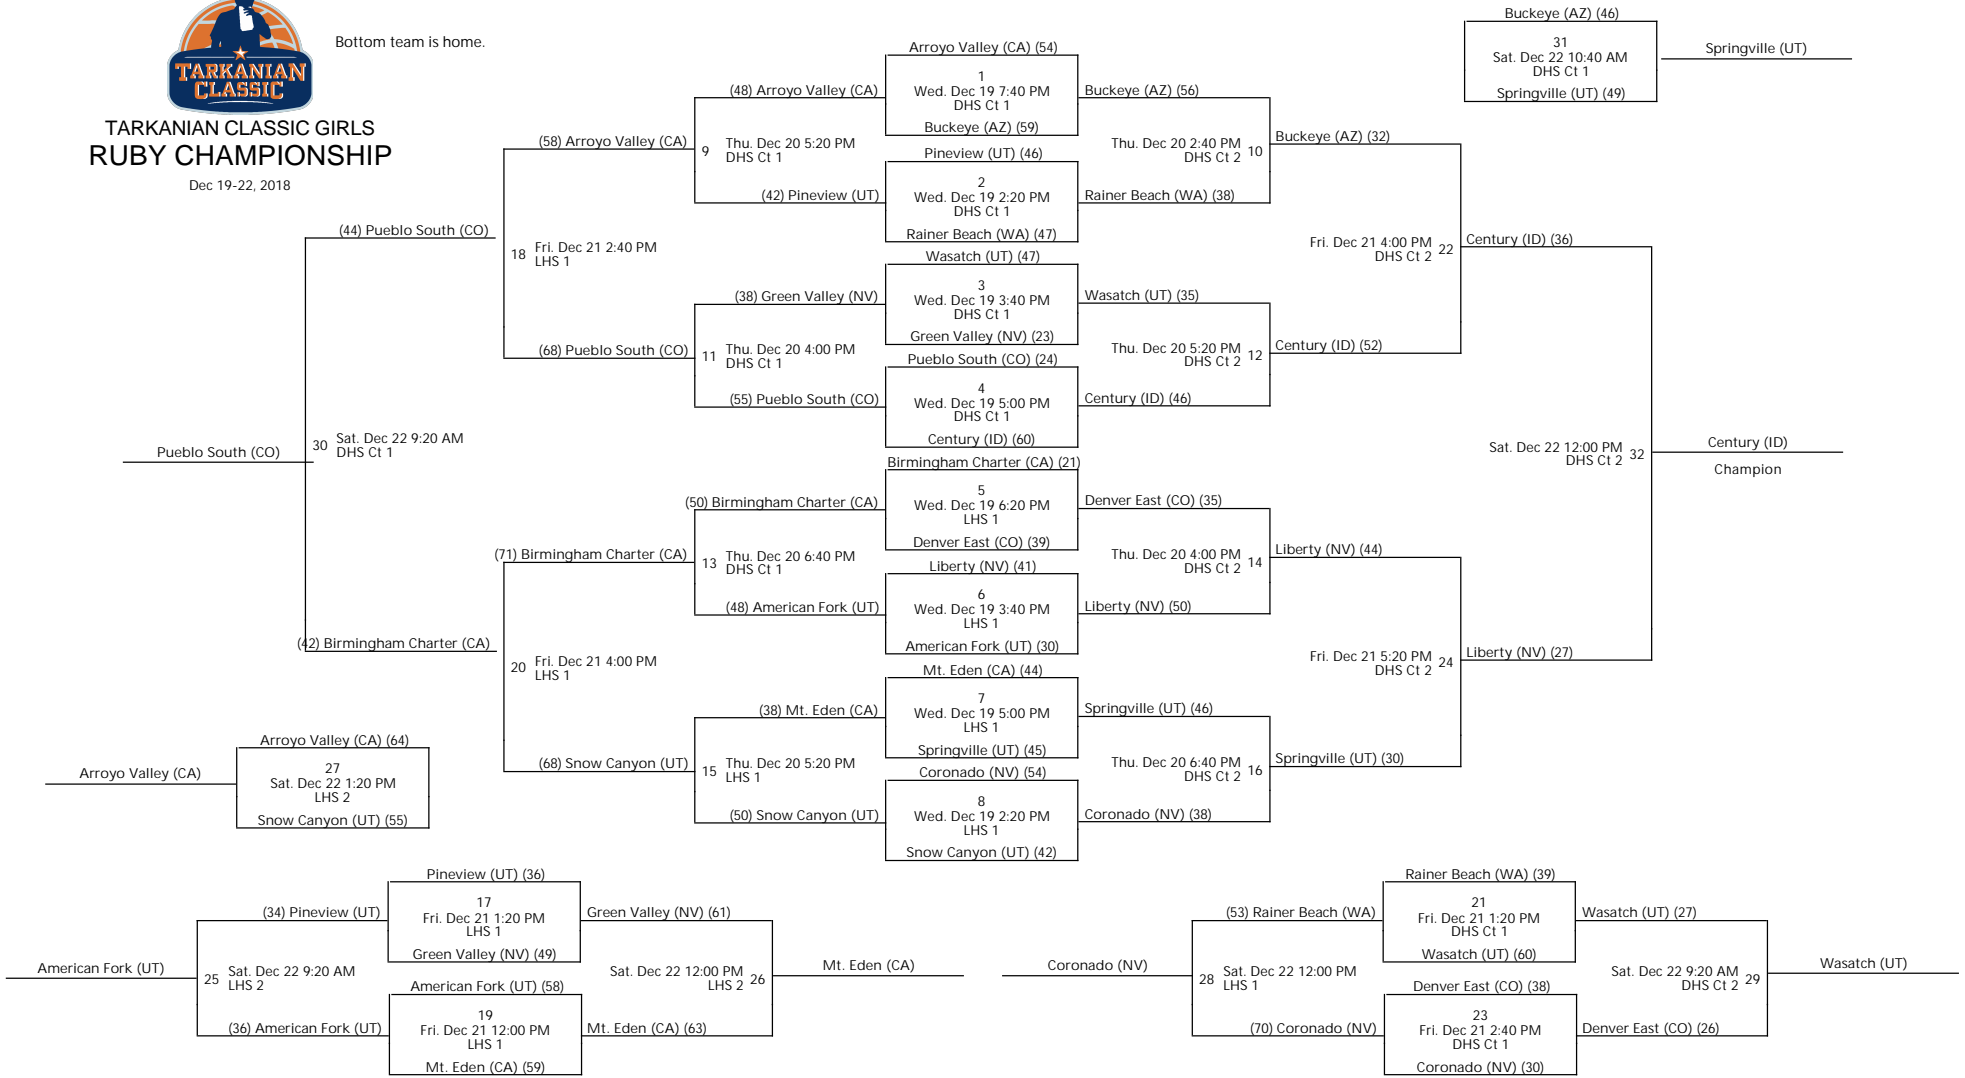 TARKANIAN
CLASSIC
TARKANIAN CLASSIC GIRLS
RUBY CHAMPIONSHIP
Dec 19-22, 2018
Bottom team is home.
Arroyo Valley (CA) (54)
1
Wed. Dec 19 7:40 PM
DHS Ct 1
Buckeye (AZ) (59)
Pineview (UT) (46)
2
Wed. Dec 19 2:20 PM
DHS Ct 1
Rainer Beach (WA) (47)
Wasatch (UT) (47)
3
Wed. Dec 19 3:40 PM
DHS Ct 1
Green Valley (NV) (23)
Pueblo South (CO) (24)
4
Wed. Dec 19 5:00 PM
DHS Ct 1
Century (ID) (60)
Birmingham Charter (CA) (21)
5
Wed. Dec 19 6:20 PM
LHS 1
Denver East (CO) (39)
Liberty (NV) (41)
6
Wed. Dec 19 3:40 PM
LHS 1
American Fork (UT) (30)
Mt. Eden (CA) (44)
7
Wed. Dec 19 5:00 PM
LHS 1
Springville (UT) (45)
Coronado (NV) (54)
8
Wed. Dec 19 2:20 PM
LHS 1
Snow Canyon (UT) (42)
(48) Arroyo Valley (CA)
9 Thu. Dec 20 5:20 PM
DHS Ct 1
(42) Pineview (UT)
(38) Green Valley (NV)
11 Thu. Dec 20 4:00 PM
DHS Ct 1
(55) Pueblo South (CO)
(50) Birmingham Charter (CA)
13 Thu. Dec 20 6:40 PM
DHS Ct 1
(48) American Fork (UT)
(38) Mt. Eden (CA)
15 Thu. Dec 20 5:20 PM
LHS 1
(50) Snow Canyon (UT)
(58) Arroyo Valley (CA)
18 Fri. Dec 21 2:40 PM
LHS 1
(68) Pueblo South (CO)
(71) Birmingham Charter (CA)
20 Fri. Dec 21 4:00 PM
LHS 1
(68) Snow Canyon (UT)
(44) Pueblo South (CO)
30 Sat. Dec 22 9:20 AM
DHS Ct 1
(42) Birmingham Charter (CA)
Pueblo South (CO)
Buckeye (AZ) (56)
Thu. Dec 20 2:40 PM 10
DHS Ct 2
Rainer Beach (WA) (38)
Wasatch (UT) (35)
Thu. Dec 20 5:20 PM 12
DHS Ct 2
Century (ID) (46)
Denver East (CO) (35)
Thu. Dec 20 4:00 PM 14
DHS Ct 2
Liberty (NV) (50)
Springville (UT) (46)
Thu. Dec 20 6:40 PM 16
DHS Ct 2
Coronado (NV) (38)
Buckeye (AZ) (32)
Fri. Dec 21 4:00 PM 22
DHS Ct 2
Century (ID) (52)
Liberty (NV) (44)
Fri. Dec 21 5:20 PM 24
DHS Ct 2
Springville (UT) (30)
Century (ID) (36)
Sat. Dec 22 12:00 PM 32
DHS Ct 2
Liberty (NV) (27)
Century (ID)
Champion
Buckeye (AZ) (46)
31
Sat. Dec 22 10:40 AM
DHS Ct 1
Springville (UT) (49)
Springville (UT)
Arroyo Valley (CA) (64)
27
Sat. Dec 22 1:20 PM
LHS 2
Snow Canyon (UT) (55)
Arroyo Valley (CA)
Pineview (UT) (36)
17
Fri. Dec 21 1:20 PM
LHS 1
Green Valley (NV) (49)
American Fork (UT) (58)
19
Fri. Dec 21 12:00 PM
LHS 1
Mt. Eden (CA) (59)
(34) Pineview (UT)
25 Sat. Dec 22 9:20 AM
LHS 2
(36) American Fork (UT)
American Fork (UT)
Green Valley (NV) (61)
Sat. Dec 22 12:00 PM 26
LHS 2
Mt. Eden (CA) (63)
Mt. Eden (CA)
Rainer Beach (WA) (39)
21
Fri. Dec 21 1:20 PM
DHS Ct 1
Wasatch (UT) (60)
Denver East (CO) (38)
23
Fri. Dec 21 2:40 PM
DHS Ct 1
Coronado (NV) (30)
(53) Rainer Beach (WA)
28 Sat. Dec 22 12:00 PM
LHS 1
(70) Coronado (NV)
Coronado (NV)
Wasatch (UT) (27)
Sat. Dec 22 9:20 AM 29
DHS Ct 2
Denver East (CO) (26)
Wasatch (UT)